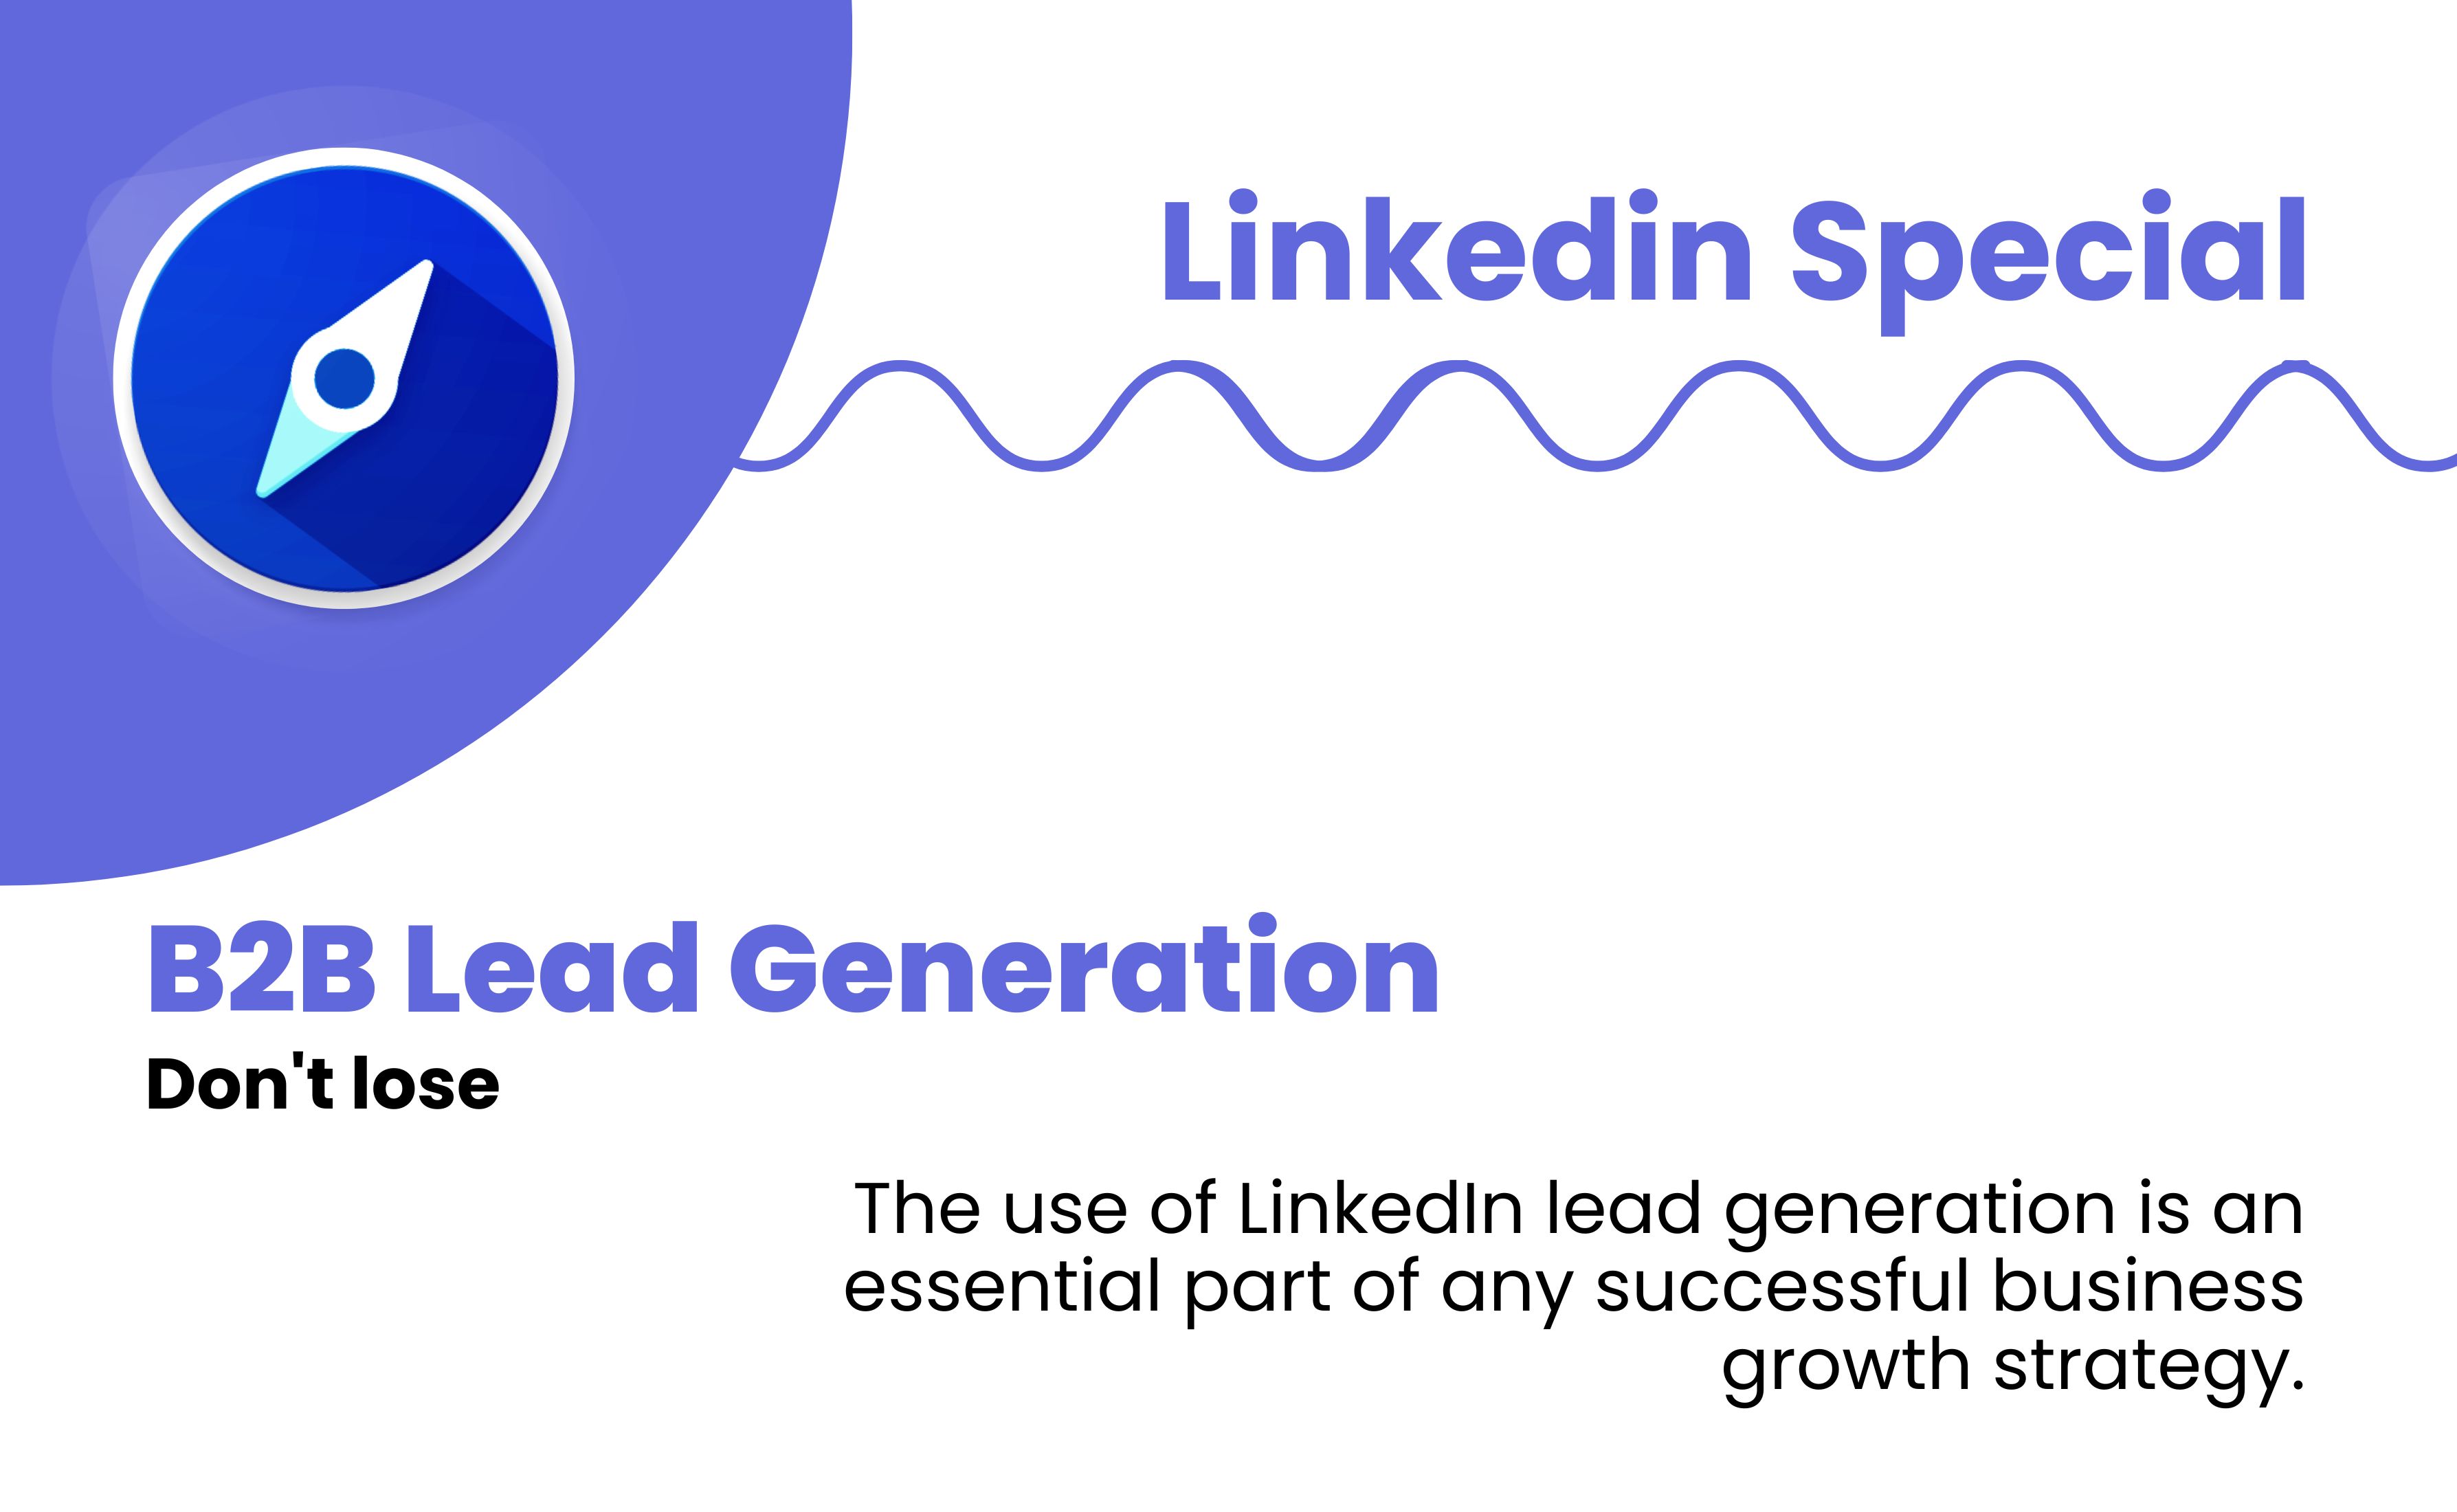 Linkedin Special
B2B Lead Generation
Don't lose
The use of LinkedIn lead generation is an
essential part of any successful business
growth strategy.